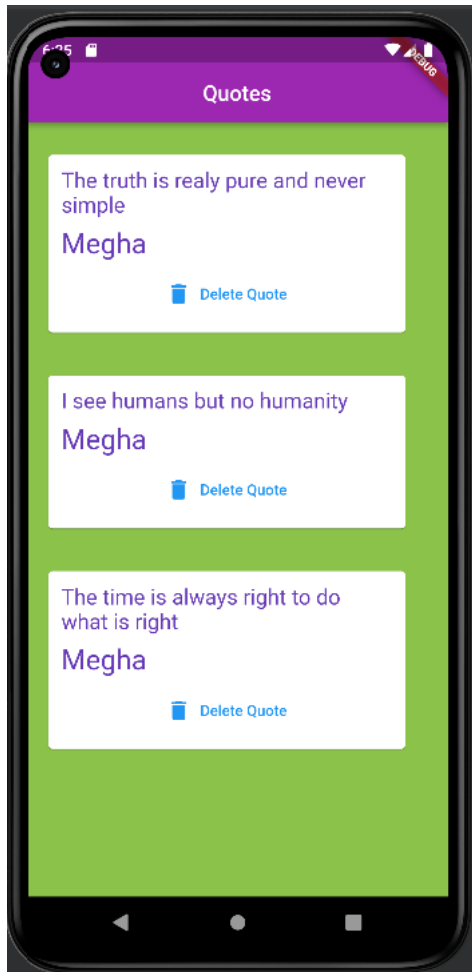 6:25
DEBUG
Quotes
The truth is realy pure and never
simple
Megha
Delete Quote
I see humans but no humanity
Megha
Delete Quote
The time is always right to do
what is right
Megha
Delete Quote